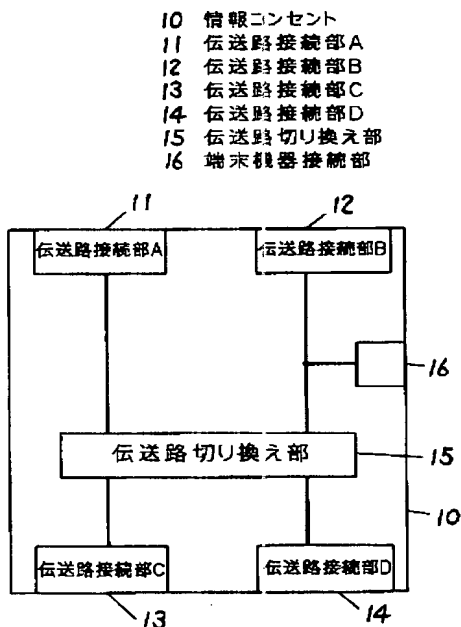 10 情報コンセント
11 伝送路接続部A
12 伝送路接続部B
13 伝送路接続部C
14 伝送路接続部D
15 伝送路切り換え部
16 端末機器接続部
11
12
伝送路接続部A
伝送路接続部B
16
伝送路切り換え部
15
10
伝送路接続部C
伝送路接続部D
13
14